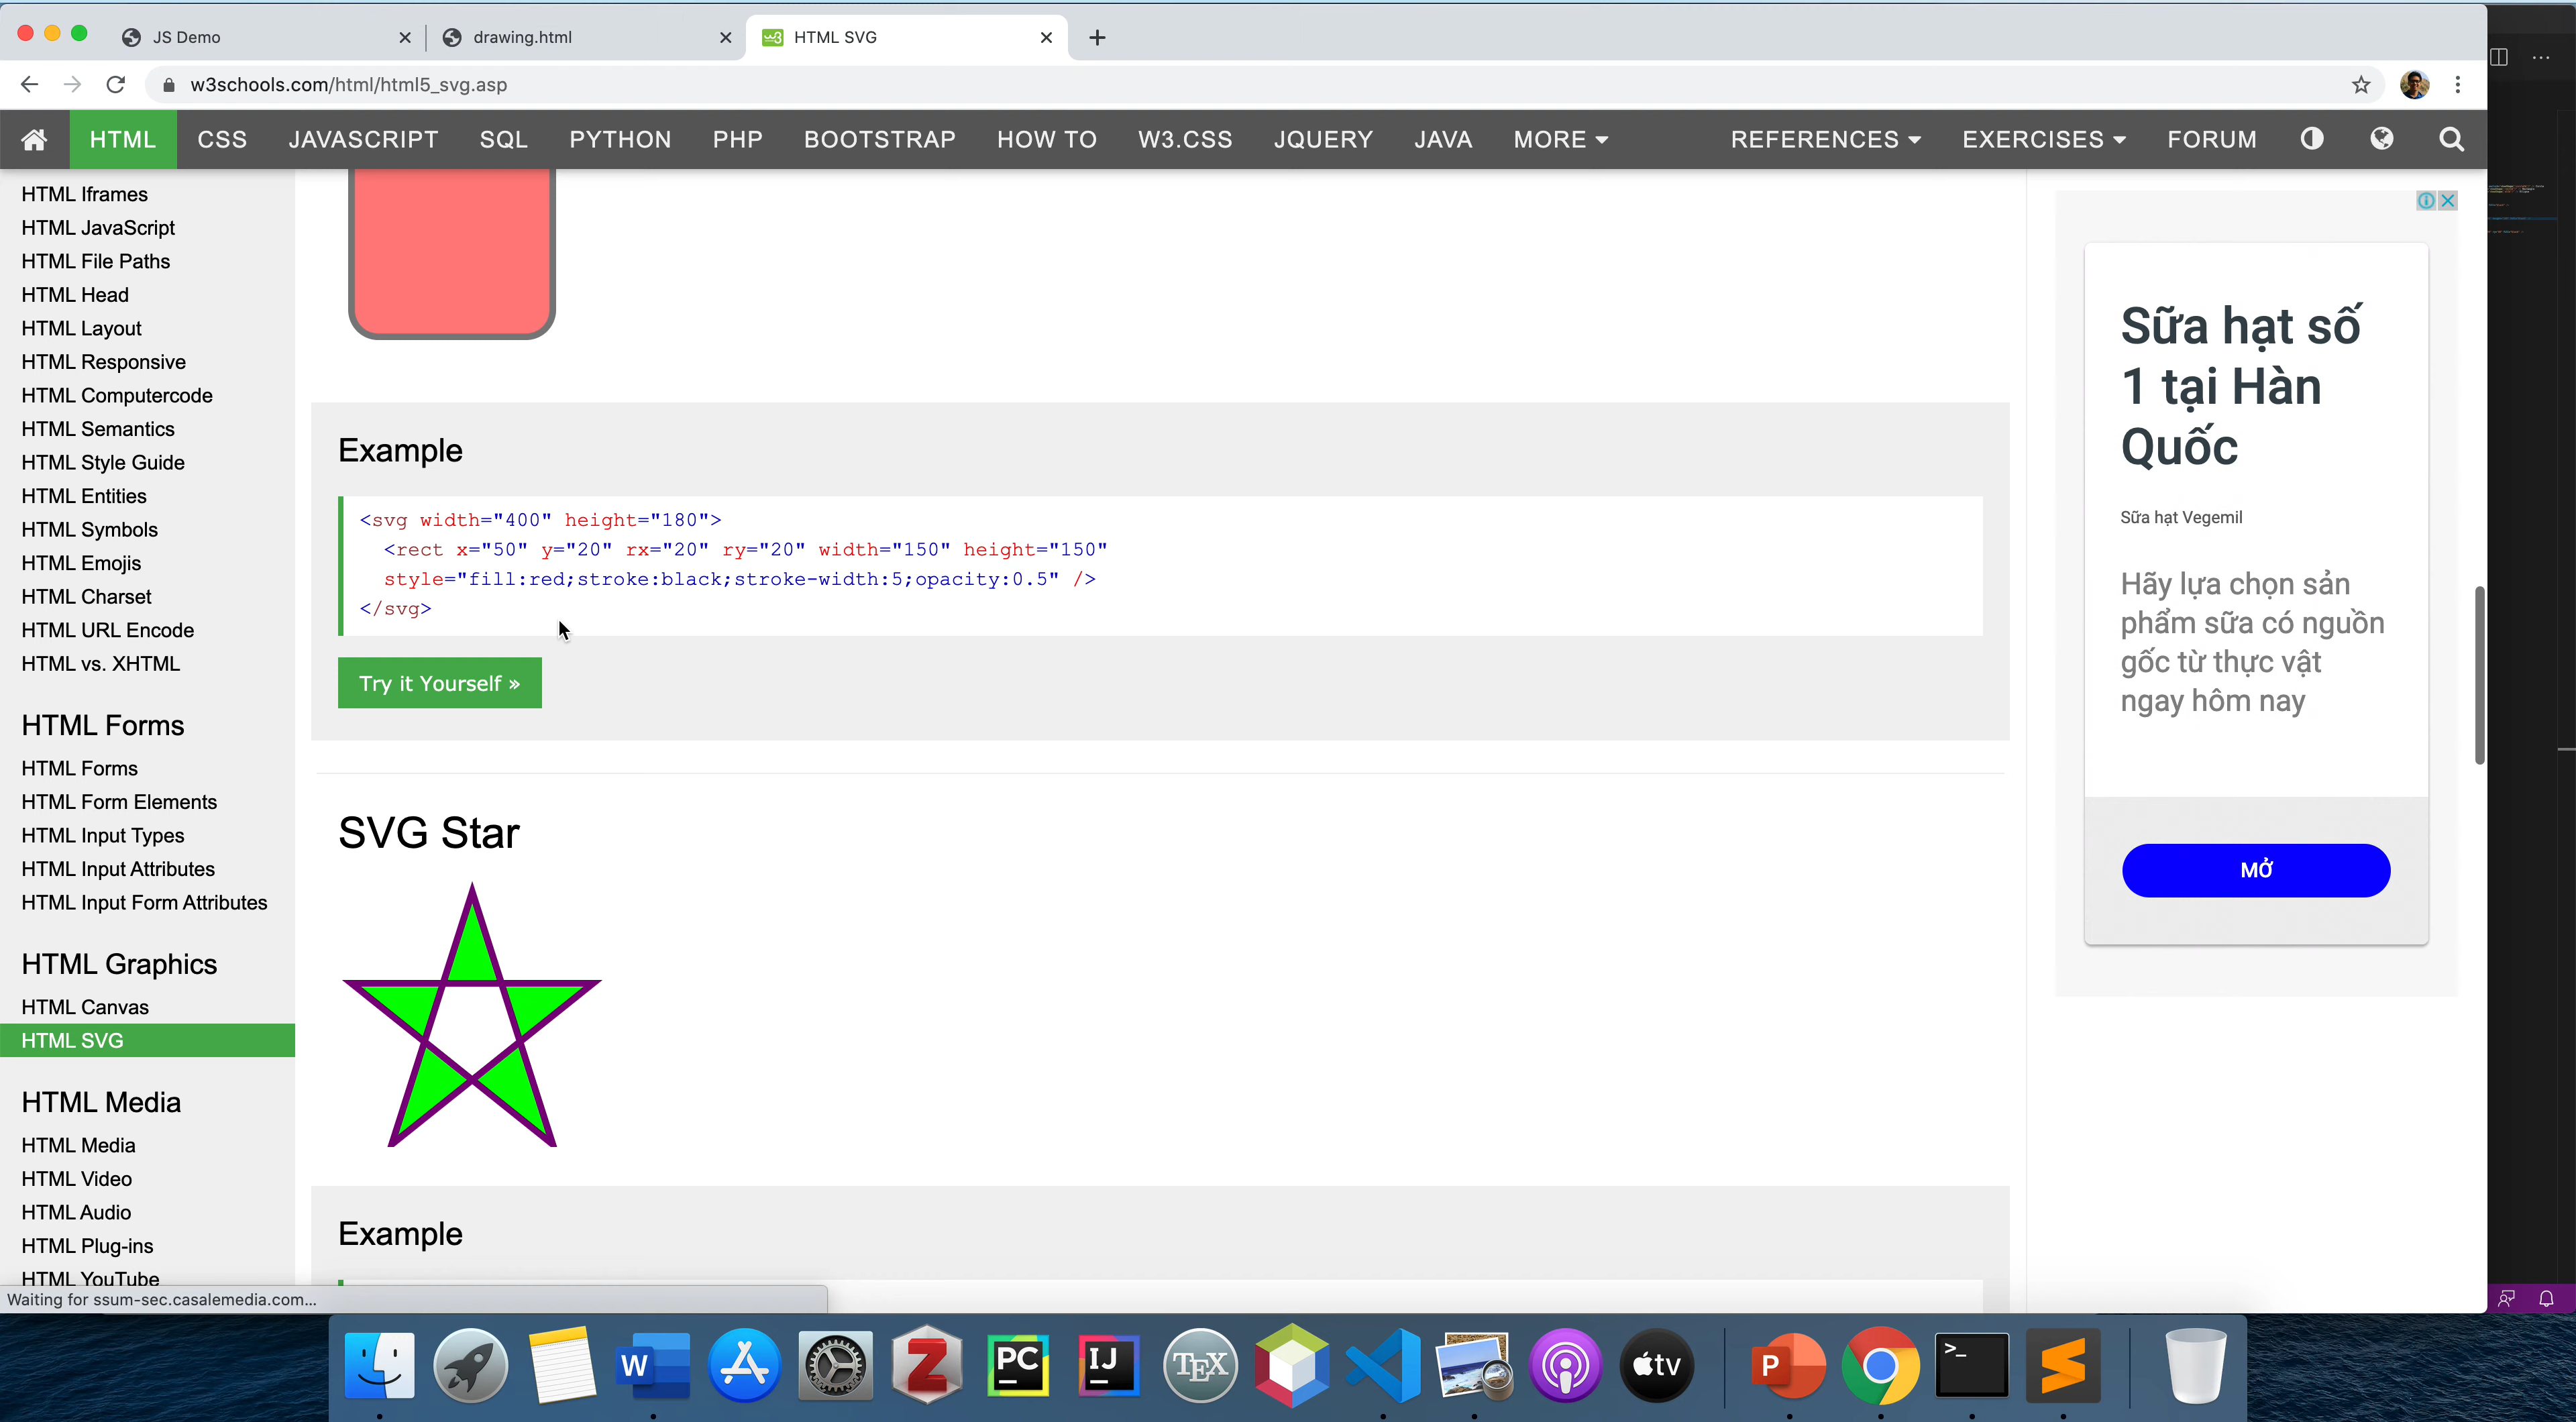 JS Demo
drawing.html
HTML SVG
w3schools.com/html/html5_svg.asp
HTML
CSS
JAVASCRIPT
SQL
PYTHON
PHP
BOOTSTRAP
HOW TO
W3.CSS
JQUERY
JAVA
MORE
REFERENCES
EXERCISES
FORUM
HTML Iframes
HTML JavaScript
HTML File Paths
HTML Head
HTML Layout
HTML Responsive
HTML Computercode
HTML Semantics
HTML Style Guide
HTML Entities
HTML Symbols
HTML Emojis
HTML Charset
HTML URL Encode
HTML vs. XHTML
HTML Forms
HTML Forms
HTML Form Elements
HTML Input Types
HTML Input Attributes
HTML Input Form Attributes
HTML Graphics
HTML Canvas
HTML SVG
HTML Media
HTML Media
HTML Video
HTML Audio
HTML Plug-ins
HTML YouTube
Example
<svg width="400" height="180">
<rect x="50" y="20" rx="20" ry="20" width="150" height="150"
style="fill:red;stroke:black;stroke-width:5;opacity:0.5" />
</svg>
Try it Yourself »
SVG Star
Example
Sữa hạt số
1 tại Hàn
Quốc
Sữa hạt Vegemil
Hãy lựa chọn sản
phẩm sữa có nguồn
gốc từ thực vật
ngay hôm nay
MỞ
Waiting for ssum-sec.casalemedia.com...
W
Z
PC
IJ
TEX
tv
P
>_